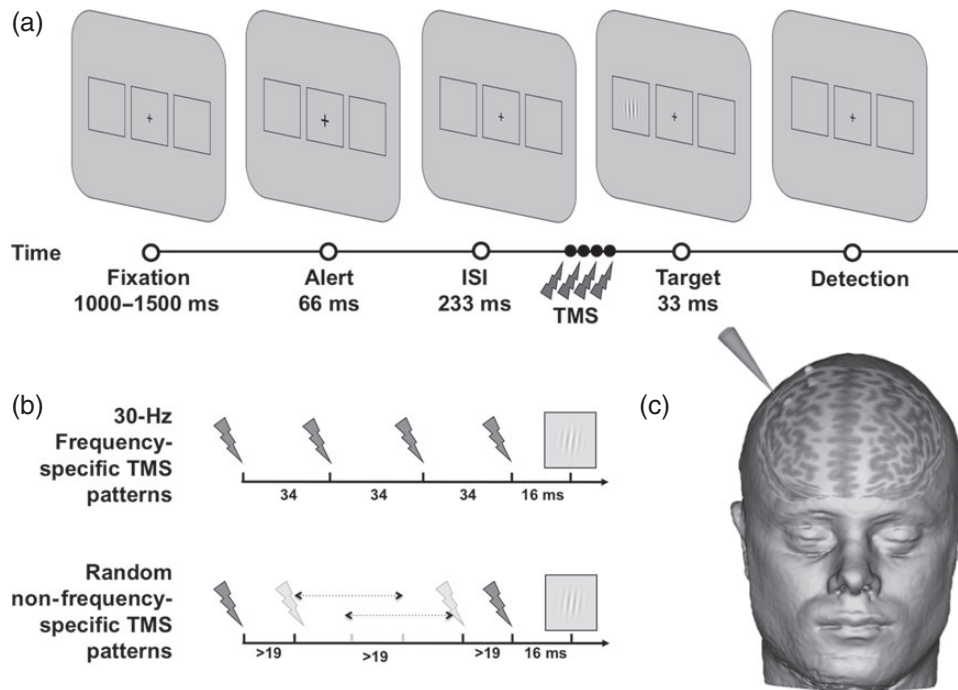 (a)
Time
Fixation
1000–1500 ms
Alert
66 ms
ISI
233 ms
TMS
Target
33 ms
Detection
(b)
30-Hz
Frequency-
specific TMS
patterns
34
34
34
16 ms
Random
non-frequency-
specific TMS
patterns
>19
>19
>19
16 ms
(c)